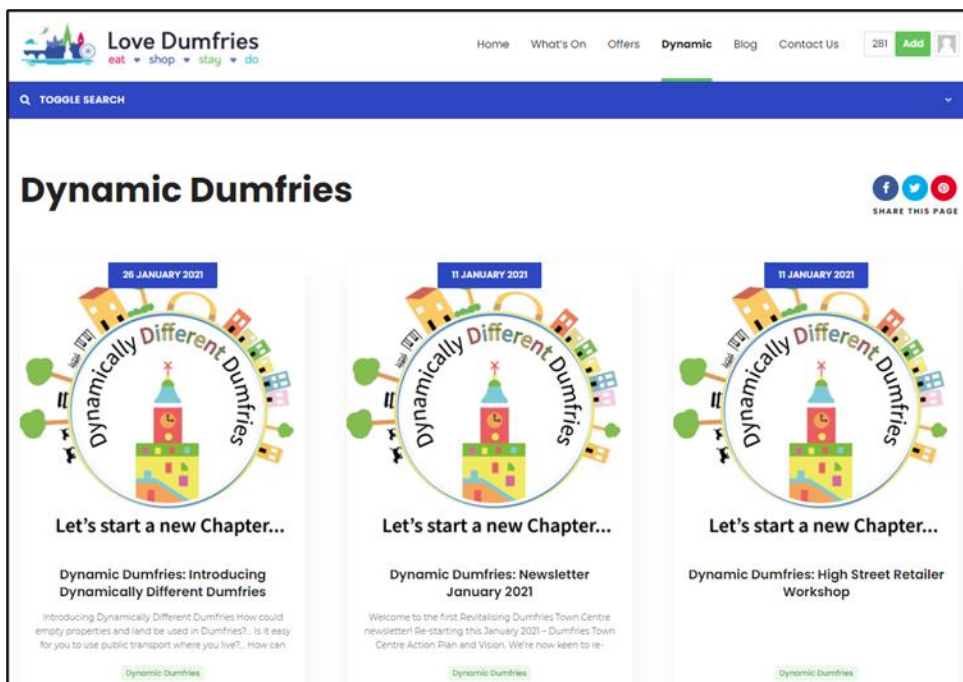 Love Dumfries
eat ♥ shop ♥ stay ♥ do
Home What's On Offers Dynamic Blog Contact Us 281 Add
TOGGLE SEARCH
Dynamic Dumfries
SHARE THIS PAGE
26 JANUARY 2021
Dynamically Different Dumfries
Let's start a new Chapter...
Dynamic Dumfries: Introducing
Dynamically Different Dumfries
Introducing Dynamically Different Dumfries How could
empty properties and land be used in Dumfries?... Is it easy
for you to use public transport where you live?... How can
Dynamic Dumfries
11 JANUARY 2021
Dynamically Different Dumfries
Let's start a new Chapter...
Dynamic Dumfries: Newsletter
January 2021
Welcome to the first Revitalising Dumfries Town Centre
newsletter! Re-starting this January 2021 – Dumfries Town
Centre Action Plan and Vision. We're now keen to re-
Dynamic Dumfries
11 JANUARY 2021
Dynamically Different Dumfries
Let's start a new Chapter...
Dynamic Dumfries: High Street Retailer
Workshop
Dynamic Dumfries